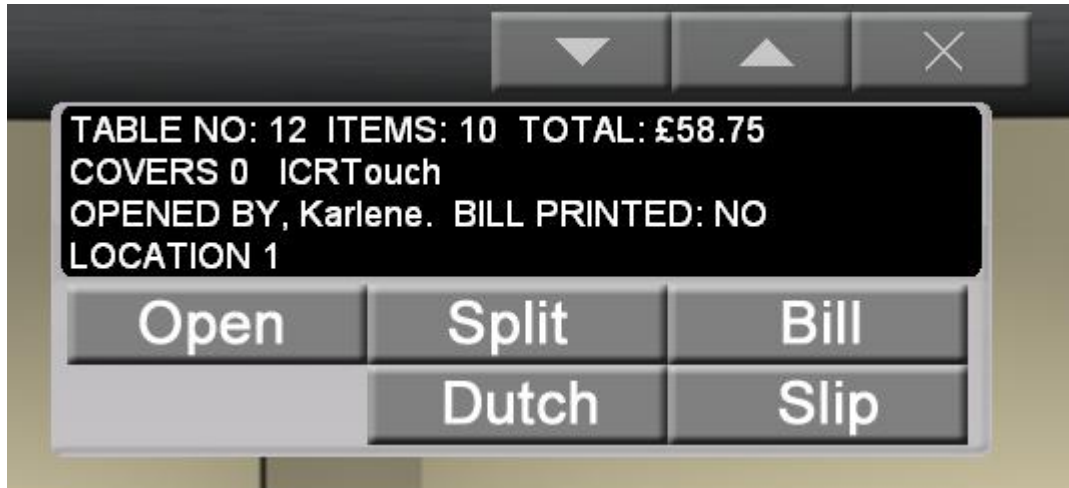 TABLE NO: 12 ITEMS: 10 TOTAL: £58.75
COVERS 0 ICRTouch
OPENED BY, Karlene. BILL PRINTED: NO
LOCATION 1
Open Split Bill
Dutch Slip